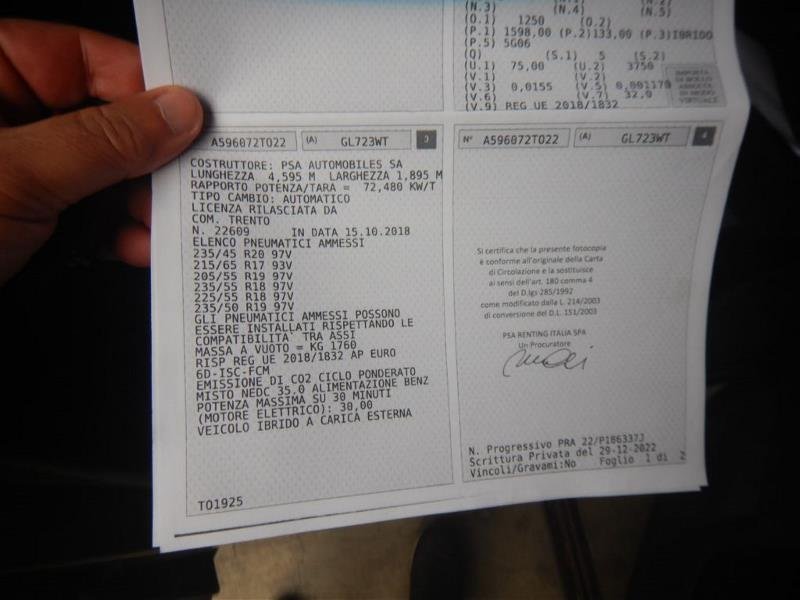 (N.3) (N.4) (N.5)
(O.1) 1250 (O.2)
(P.1) 1598,00 (P.2)133,00 (P.3)IBRIDO
(P.5) 5G06
(Q) (S.1) 5 (S.2)
(U.1) 75,00 (U.2) 3750
(V.1) (V.2)
(V.3) 0,0155 (V.5) 0,001170
(V.6) (V.7) 32,0
(V.9) REG UE 2018/1832
IMPOSTA
DI BOLLO
ASSOLTA
IN MODO
VIRTUALE
A596072TO22 (A) GL723WT 3
COSTRUTTORE: PSA AUTOMOBILES SA
LUNGHEZZA 4,595 M LARGHEZZA 1,895 M
RAPPORTO POTENZA/TARA = 72,480 KW/T
TIPO CAMBIO: AUTOMATICO
LICENZA RILASCIATA DA
COM. TRENTO
N. 22609 IN DATA 15.10.2018
ELENCO PNEUMATICI AMMESSI
235/45 R20 97V
215/65 R17 93V
205/55 R19 97V
235/55 R18 97V
225/55 R18 97V
235/50 R19 97V
GLI PNEUMATICI AMMESSI POSSONO
ESSERE INSTALLATI RISPETTANDO LE
COMPATIBILITA' TRA ASSI
MASSA A VUOTO = KG 1760
RISP REG UE 2018/1832 AP EURO
6D-ISC-FCM
EMISSIONE DI CO2 CICLO PONDERATO
MISTO NEDC 35.0 ALIMENTAZIONE BENZ
POTENZA MASSIMA SU 30 MINUTI
(MOTORE ELETTRICO): 30,00
VEICOLO IBRIDO A CARICA ESTERNA
TO1925
N° A596072TO22 (A) GL723WT 4
Si certifica che la presente fotocopia
è conforme all'originale della Carta
di Circolazione e la sostituisce
ai sensi dell'art. 180 comma 4
del D.lgs 285/1992
come modificato dalla L. 214/2003
di conversione del D.L. 151/2003
PSA RENTING ITALIA SPA
Un Procuratore
N. Progressivo PRA 22/P186337J
Scrittura Privata del 29-12-2022
Vincoli/Gravami:No Foglio 1 di 2